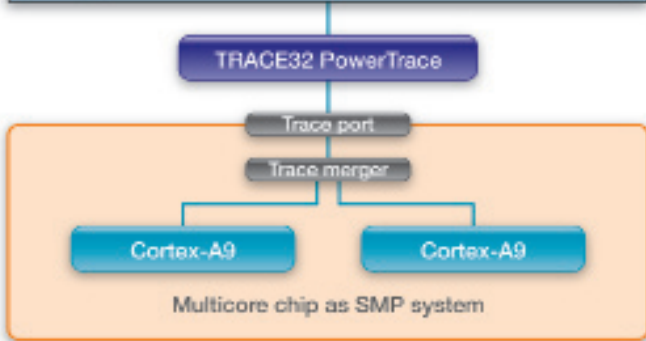 TRACE32 PowerTrace
Trace port
Trace merger
Cortex-A9 Cortex-A9
Multicore chip as SMP system